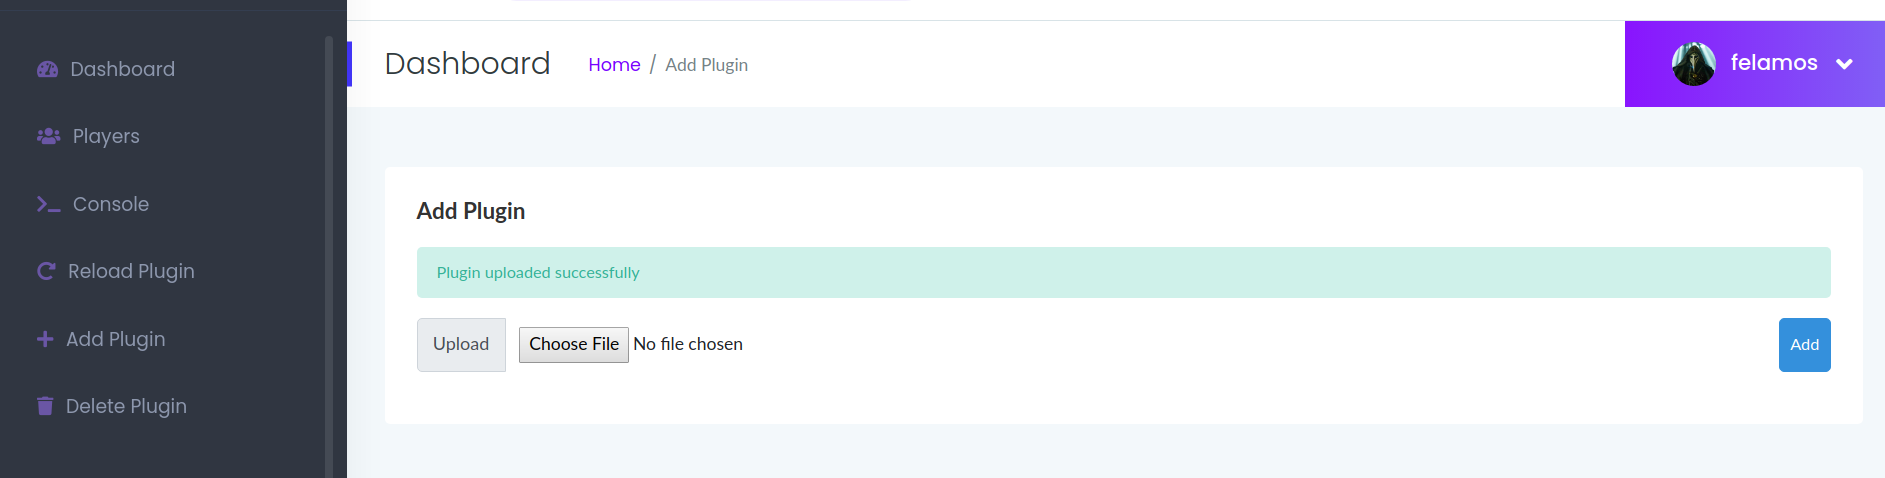 Dashboard
Players
Console
Reload Plugin
Add Plugin
Delete Plugin
Dashboard
Home / Add Plugin
felamos
Add Plugin
Plugin uploaded successfully
Upload Choose File No file chosen
Add